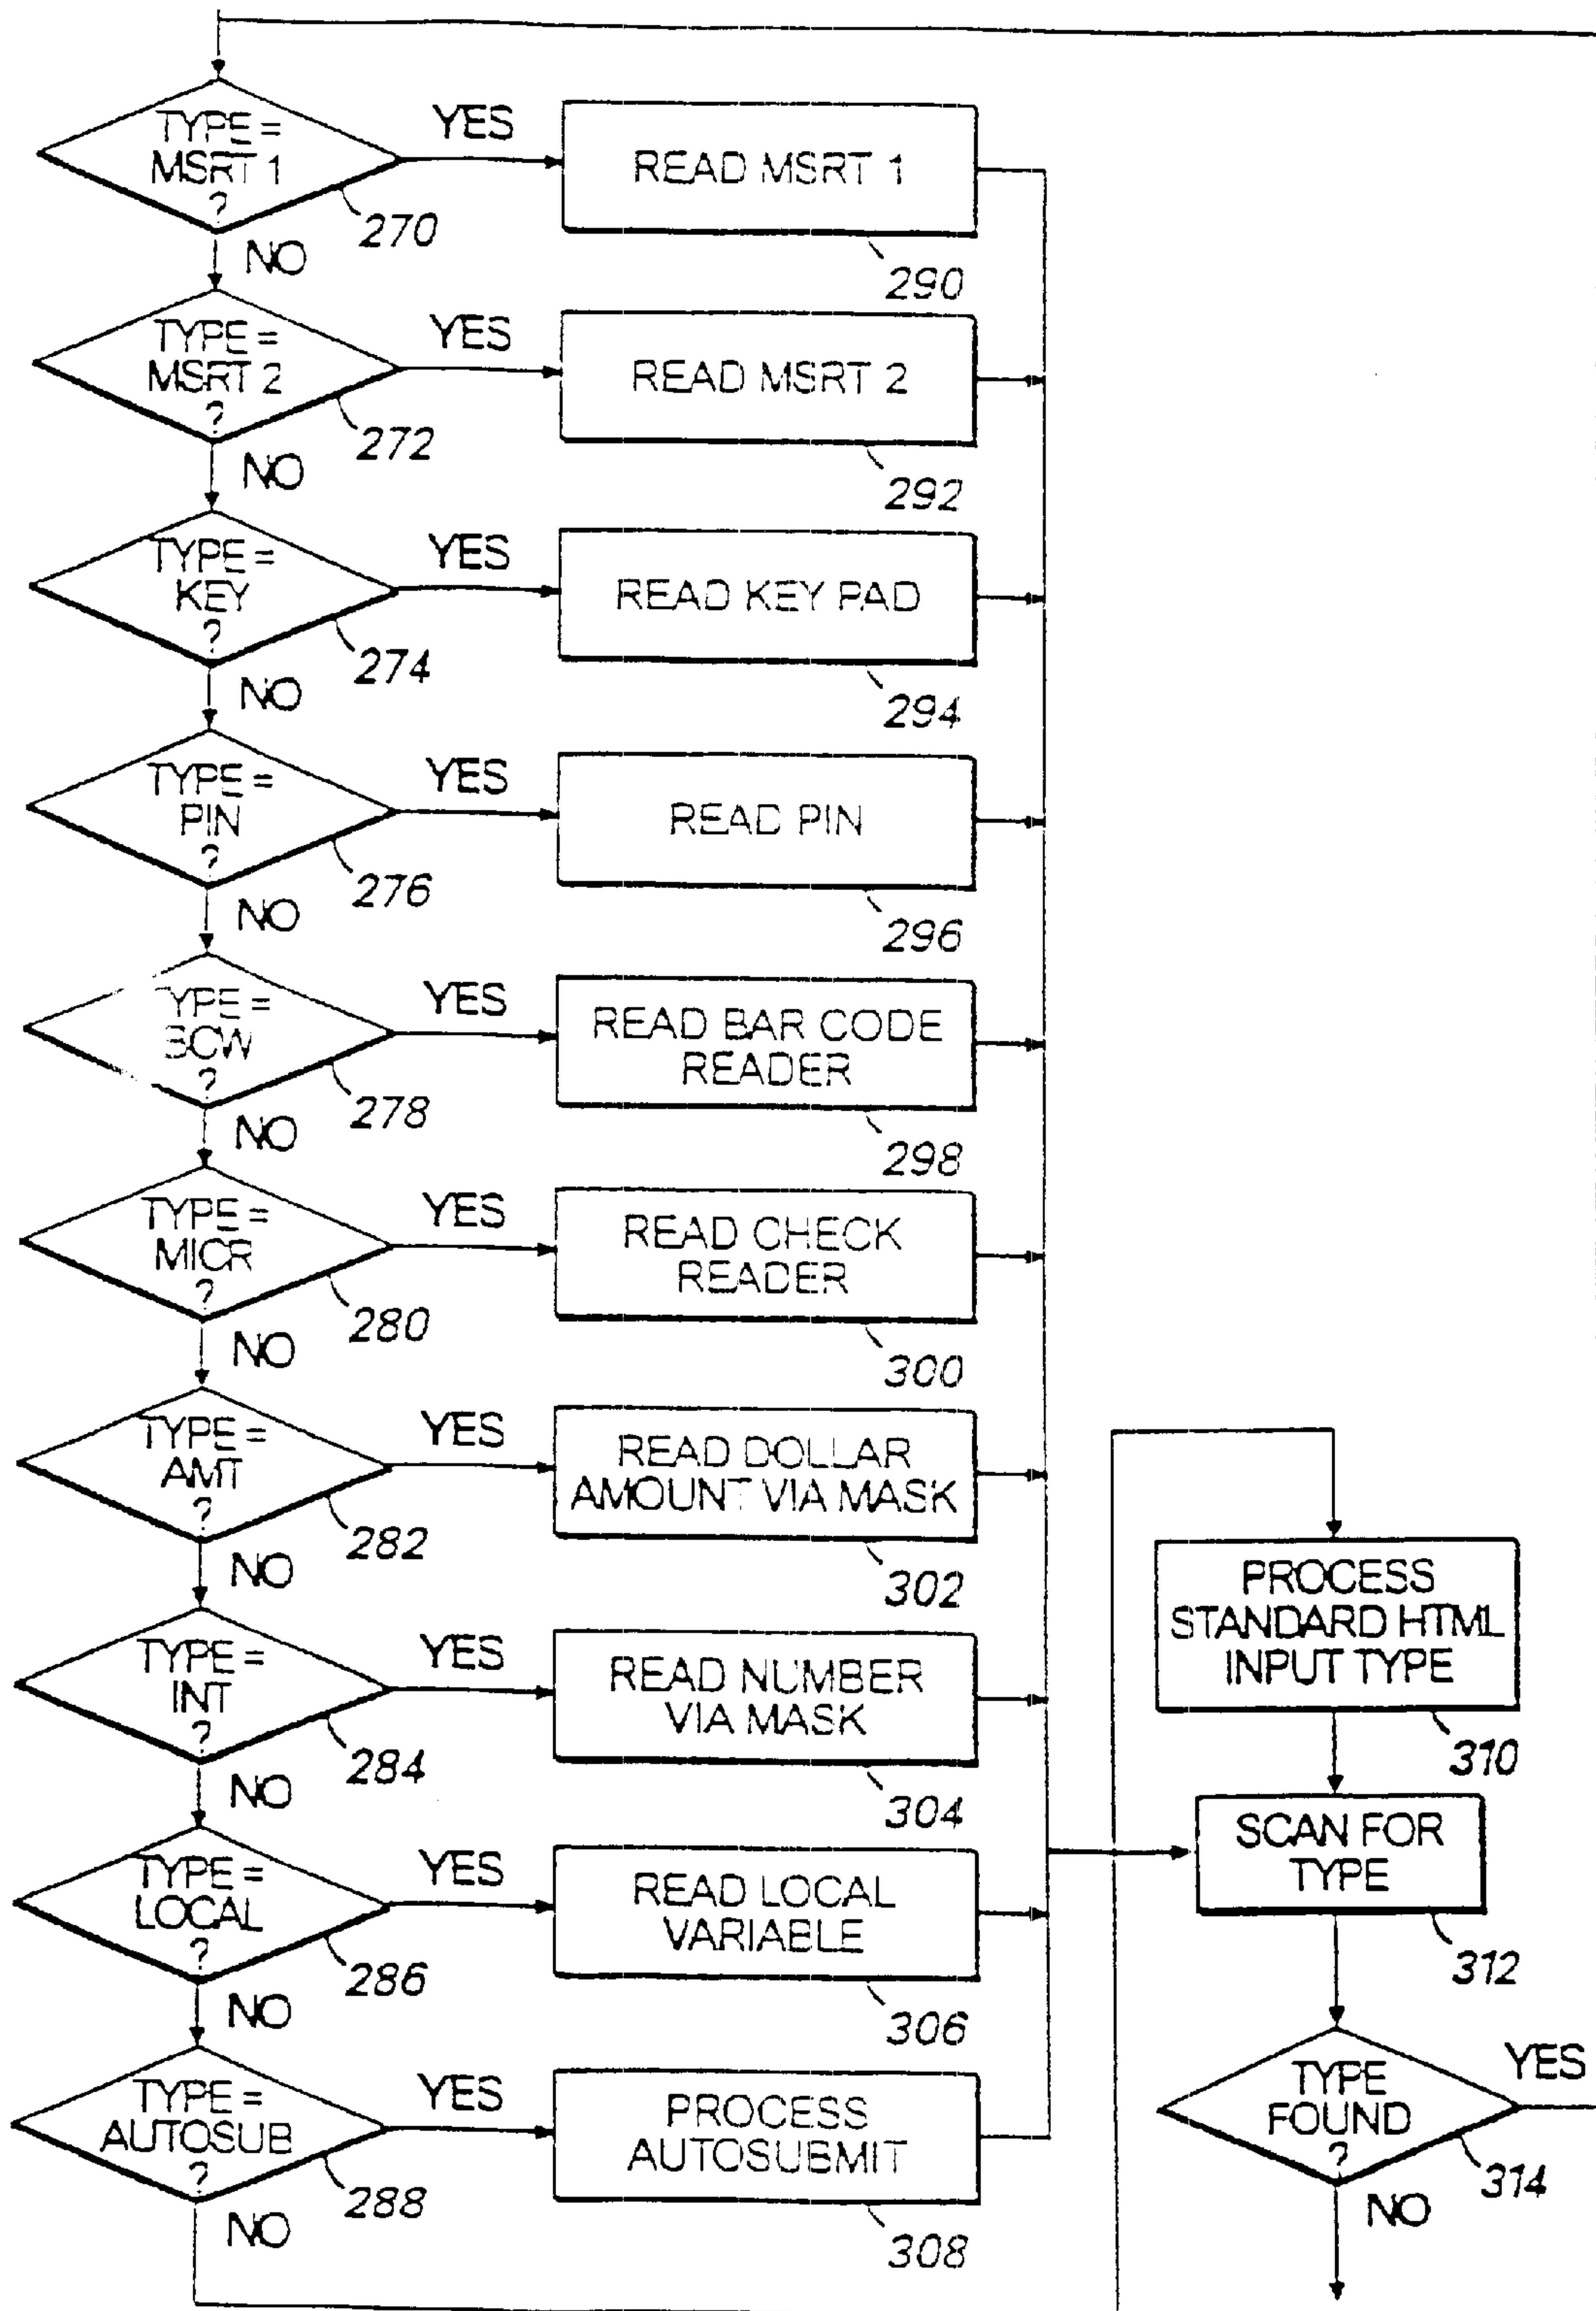 TYPE =
MSRT 1
?
YES
READ MSRT 1
270
290
NO
TYPE =
MSRT 2
?
YES
READ MSRT 2
272
292
NO
TYPE =
KEY
?
YES
READ KEY PAD
274
294
NO
TYPE =
PIN
?
YES
READ PIN
276
296
NO
TYPE =
BCW
?
YES
READ BAR CODE
READER
278
298
NO
TYPE =
MICR
?
YES
READ CHECK
READER
280
300
NO
TYPE =
AMT
?
YES
READ DOLLAR
AMOUNT VIA MASK
282
302
NO
TYPE =
INT
?
YES
READ NUMBER
VIA MASK
284
304
NO
TYPE =
LOCAL
?
YES
READ LOCAL
VARIABLE
286
306
NO
TYPE =
AUTOSUB
?
YES
PROCESS
AUTOSUBMIT
288
308
NO
PROCESS
STANDARD HTML
INPUT TYPE
310
SCAN FOR
TYPE
312
TYPE
FOUND
?
YES
314
NO